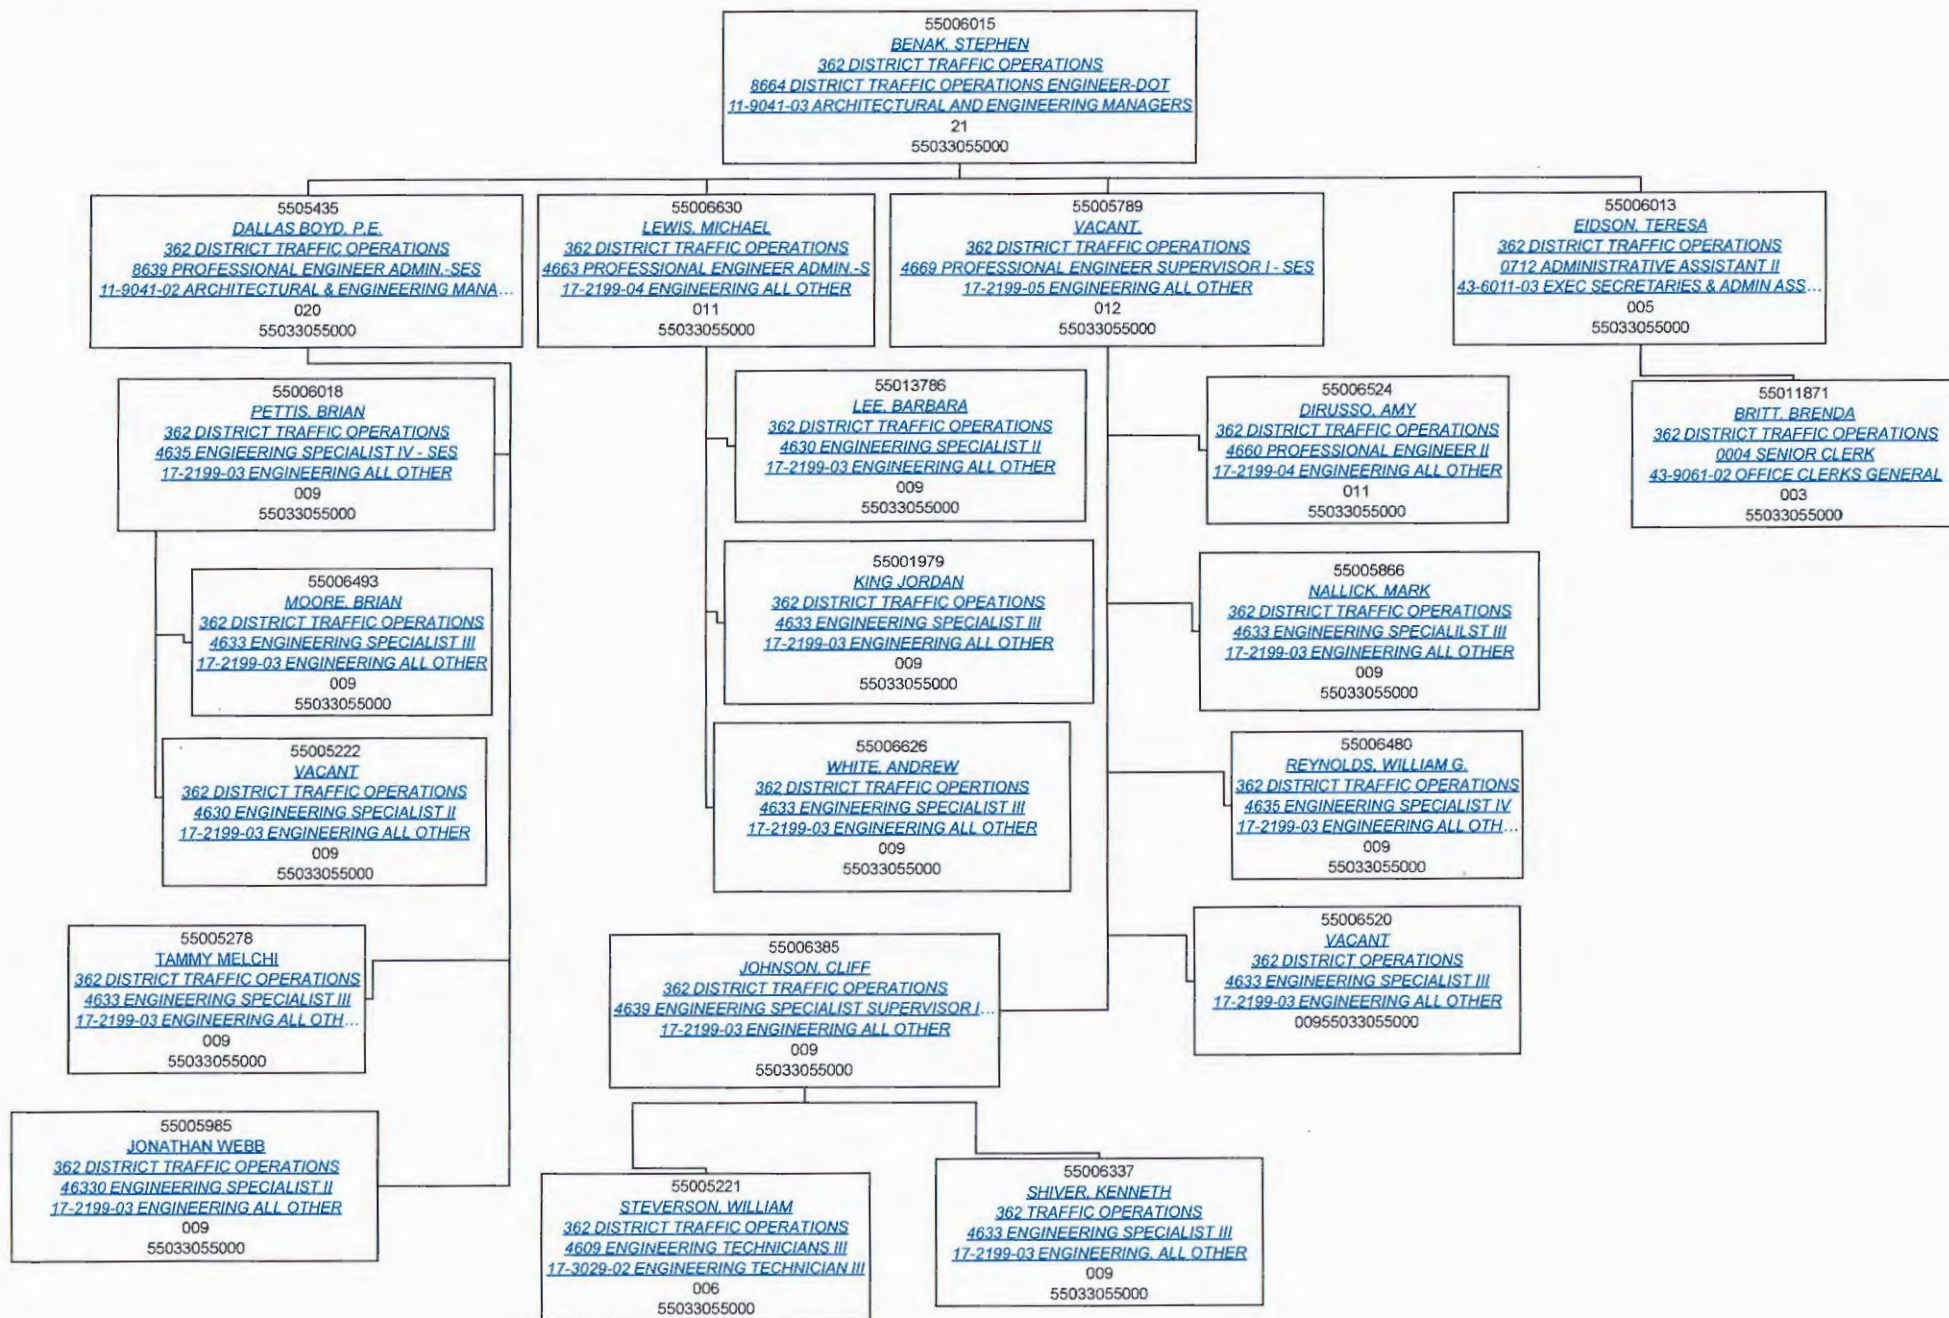 55006015
BENAK, STEPHEN
362 DISTRICT TRAFFIC OPERATIONS
8664 DISTRICT TRAFFIC OPERATIONS ENGINEER-DOT
11-9041-03 ARCHITECTURAL AND ENGINEERING MANAGERS
21
55033055000
5505435
DALLAS BOYD, P.E.
362 DISTRICT TRAFFIC OPERATIONS
8639 PROFESSIONAL ENGINEER ADMIN.-SES
11-9041-02 ARCHITECTURAL & ENGINEERING MANA...
020
55033055000
55006630
LEWIS, MICHAEL
362 DISTRICT TRAFFIC OPERATIONS
4663 PROFESSIONAL ENGINEER ADMIN.-S
17-2199-04 ENGINEERING ALL OTHER
011
55033055000
55005789
VACANT,
362 DISTRICT TRAFFIC OPERATIONS
4669 PROFESSIONAL ENGINEER SUPERVISOR I - SES
17-2199-05 ENGINEERING ALL OTHER
012
55033055000
55006013
EIDSON, TERESA
362 DISTRICT TRAFFIC OPERATIONS
0712 ADMINISTRATIVE ASSISTANT II
43-6011-03 EXEC SECRETARIES & ADMIN ASS...
005
55033055000
55006018
PETTIS, BRIAN
362 DISTRICT TRAFFIC OPERATIONS
4635 ENGIEERING SPECIALIST IV - SES
17-2199-03 ENGINEERING ALL OTHER
009
55033055000
55013786
LEE, BARBARA
362 DISTRICT TRAFFIC OPERATIONS
4630 ENGINEERING SPECIALIST II
17-2199-03 ENGINEERING ALL OTHER
009
55033055000
55006524
DIRUSSO, AMY
362 DISTRICT TRAFFIC OPERATIONS
4660 PROFESSIONAL ENGINEER II
17-2199-04 ENGINEERING ALL OTHER
011
55033055000
55011871
BRITT, BRENDA
362 DISTRICT TRAFFIC OPERATIONS
0004 SENIOR CLERK
43-9061-02 OFFICE CLERKS GENERAL
003
55033055000
55006493
MOORE, BRIAN
362 DISTRICT TRAFFIC OPERATIONS
4633 ENGINEERING SPECIALIST III
17-2199-03 ENGINEERING ALL OTHER
009
55033055000
55001979
KING JORDAN
362 DISTRICT TRAFFIC OPEATIONS
4633 ENGINEERING SPECIALIST III
17-2199-03 ENGINEERING ALL OTHER
009
55033055000
55005866
NALLICK, MARK
362 DISTRICT TRAFFIC OPERATIONS
4633 ENGINEERING SPECIALILST III
17-2199-03 ENGINEERING ALL OTHER
009
55033055000
55005222
VACANT
362 DISTRICT TRAFFIC OPERATIONS
4630 ENGINEERING SPECIALIST II
17-2199-03 ENGINEERING ALL OTHER
009
55033055000
55006626
WHITE, ANDREW
362 DISTRICT TRAFFIC OPERTIONS
4633 ENGINEERING SPECIALIST III
17-2199-03 ENGINEERING ALL OTHER
009
55033055000
55006480
REYNOLDS, WILLIAM G.
362 DISTRICT TRAFFIC OPERATIONS
4635 ENGINEERING SPECIALIST IV
17-2199-03 ENGINEERING ALL OTH...
009
55033055000
55005278
TAMMY MELCHI
362 DISTRICT TRAFFIC OPERATIONS
4633 ENGINEERING SPECIALIST III
17-2199-03 ENGINEERING ALL OTH...
009
55033055000
55006385
JOHNSON, CLIFF
362 DISTRICT TRAFFIC OPERATIONS
4639 ENGINEERING SPECIALIST SUPERVISOR I...
17-2199-03 ENGINEERING ALL OTHER
009
55033055000
55006520
VACANT
362 DISTRICT OPERATIONS
4633 ENGINEERING SPECIALIST III
17-2199-03 ENGINEERING ALL OTHER
00955033055000
55005985
JONATHAN WEBB
362 DISTRICT TRAFFIC OPERATIONS
46330 ENGINEERING SPECIALIST II
17-2199-03 ENGINEERING ALL OTHER
009
55033055000
55005221
STEVERSON, WILLIAM
362 DISTRICT TRAFFIC OPERATIONS
4609 ENGINEERING TECHNICIANS III
17-3029-02 ENGINEERING TECHNICIAN III
006
55033055000
55006337
SHIVER, KENNETH
362 TRAFFIC OPERATIONS
4633 ENGINEERING SPECIALIST III
17-2199-03 ENGINEERING, ALL OTHER
009
55033055000